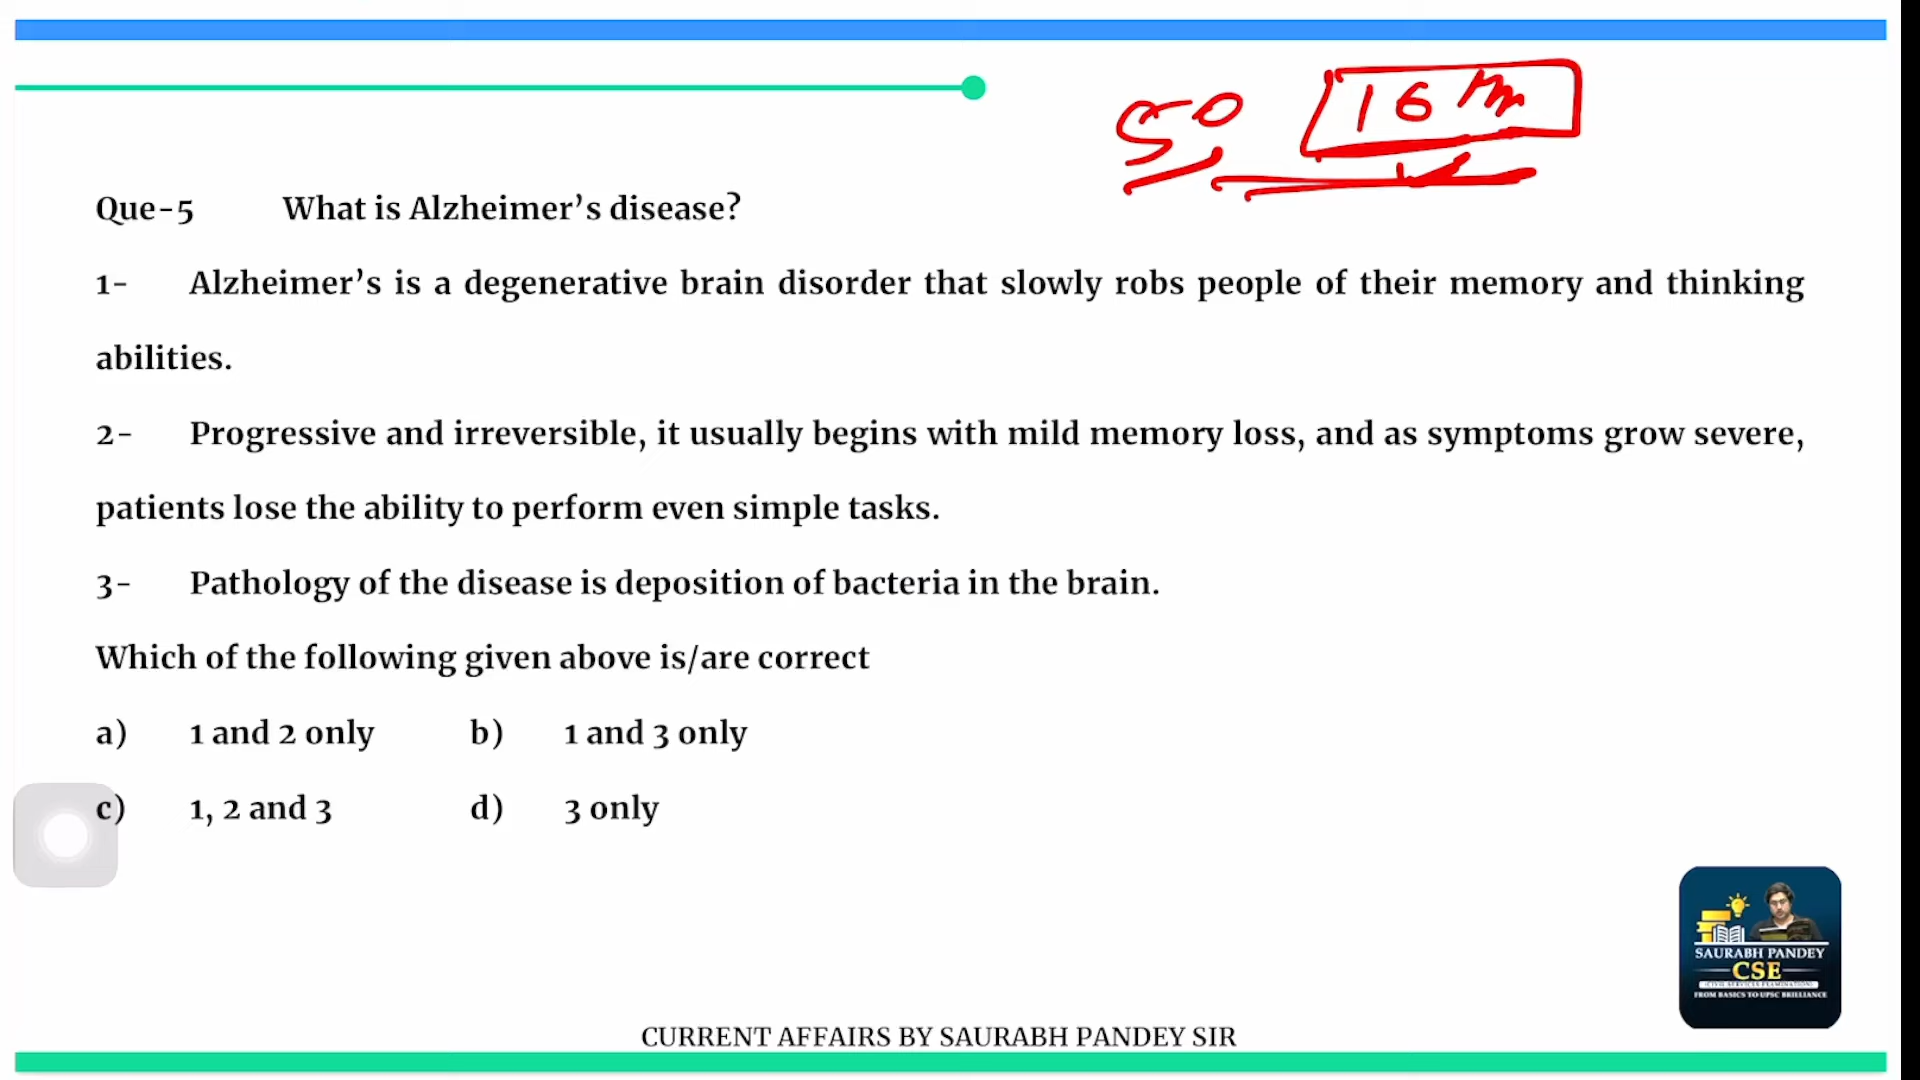 50 16
Que-5 What is Alzheimer’s disease?
1- Alzheimer’s is a degenerative brain disorder that slowly robs people of their memory and thinking
abilities.
2- Progressive and irreversible, it usually begins with mild memory loss, and as symptoms grow severe,
patients lose the ability to perform even simple tasks.
3- Pathology of the disease is deposition of bacteria in the brain.
Which of the following given above is/are correct
a) 1 and 2 only b) 1 and 3 only
c) 1, 2 and 3 d) 3 only
SAURABH PANDEY
CSE
FROM BASICS TO UPSC BRILLIANCE
CURRENT AFFAIRS BY SAURABH PANDEY SIR